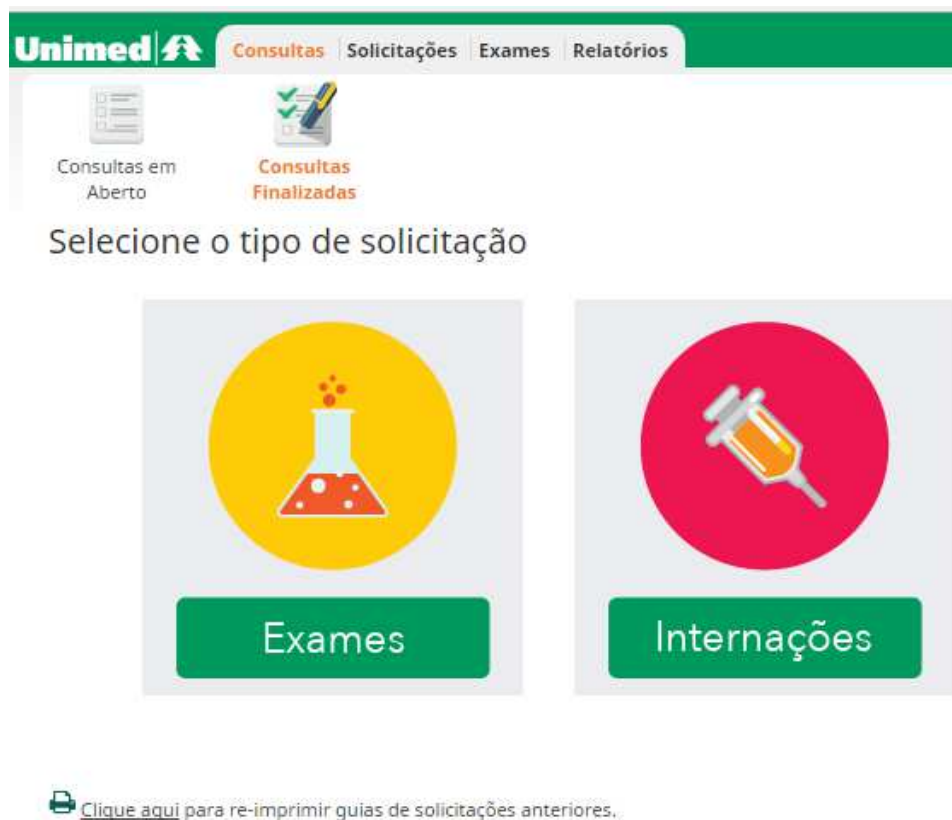 Unimed Consultas Solicitações Exames Relatórios
Consultas em
Aberto
Consultas
Finalizadas
Selecione o tipo de solicitação
Exames
Internações
Clique aqui para re-imprimir guias de solicitações anteriores.